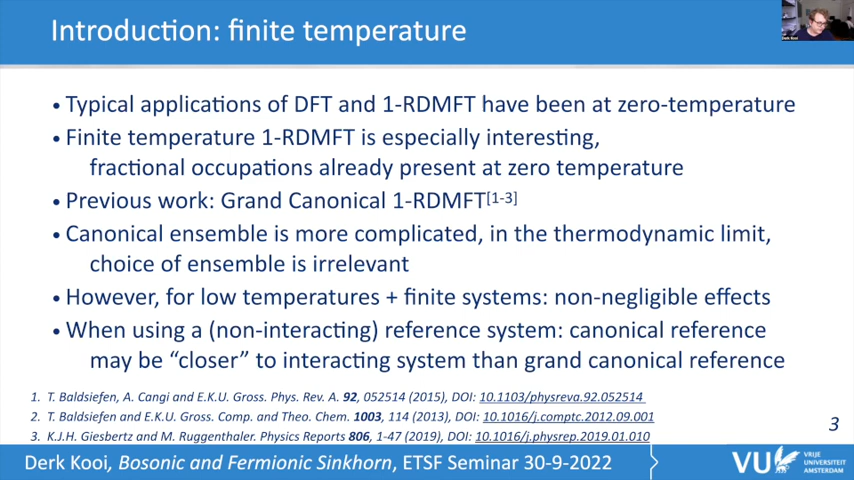 Introduction: finite temperature
Derk Kooi
• Typical applications of DFT and 1-RDMFT have been at zero-temperature
• Finite temperature 1-RDMFT is especially interesting,
fractional occupations already present at zero temperature
• Previous work: Grand Canonical 1-RDMFT[1-3]
• Canonical ensemble is more complicated, in the thermodynamic limit,
choice of ensemble is irrelevant
• However, for low temperatures + finite systems: non-negligible effects
• When using a (non-interacting) reference system: canonical reference
may be “closer” to interacting system than grand canonical reference
1. T. Baldsiefen, A. Cangi and E.K.U. Gross. Phys. Rev. A. 92, 052514 (2015), DOI: 10.1103/physreva.92.052514
2. T. Baldsiefen and E.K.U. Gross. Comp. and Theo. Chem. 1003, 114 (2013), DOI: 10.1016/j.comptc.2012.09.001
3. K.J.H. Giesbertz and M. Ruggenthaler. Physics Reports 806, 1-47 (2019), DOI: 10.1016/j.physrep.2019.01.010
3
Derk Kooi, Bosonic and Fermionic Sinkhorn, ETSF Seminar 30-9-2022
VU
VRIJE
UNIVERSITEIT
AMSTERDAM